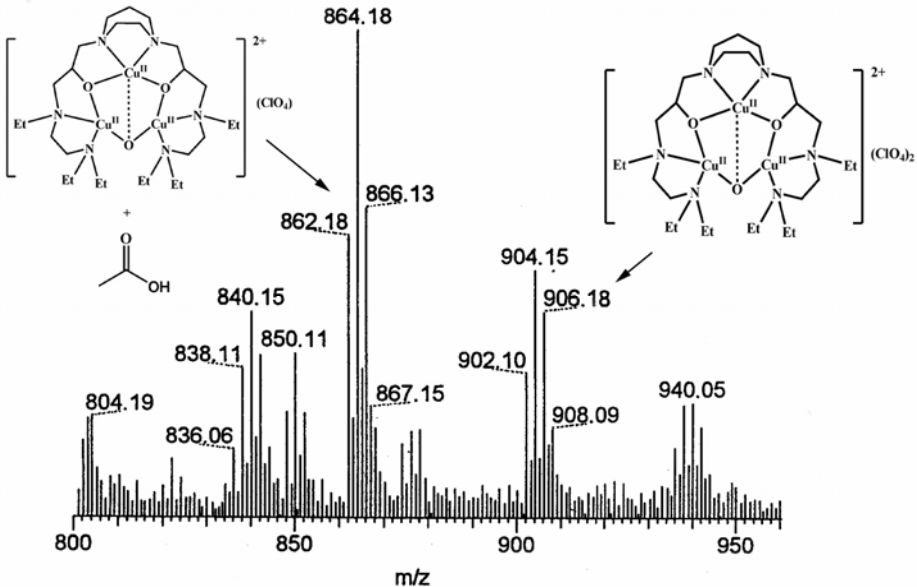 864.18
2+
N N
Cu^II
O O
(ClO4)
Et N Cu^II Cu^II N Et
O
N N
Et Et Et Et
+
O
OH
2+
N N
Cu^II
O O
Et N Cu^II Cu^II N Et
(ClO4)2
O
N N
Et Et Et Et
866.13
862.18
904.15
906.18
840.15
850.11
838.11
902.10
940.05
867.15
804.19
908.09
836.06
800 850 900 950
m/z